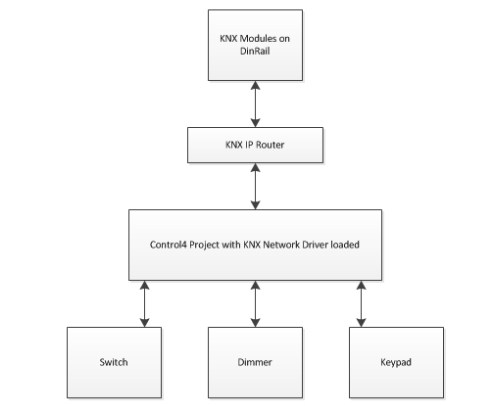 KNX Modules on
DinRail
KNX IP Router
Control4 Project with KNX Network Driver loaded
Switch
Dimmer
Keypad